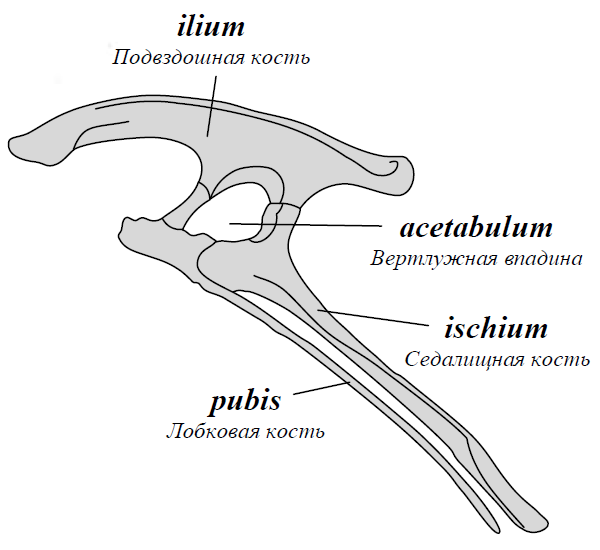 ilium
Подвздошная кость
acetabulum
Вертлужная впадина
ischium
Седалищная кость
pubis
Лобковая кость